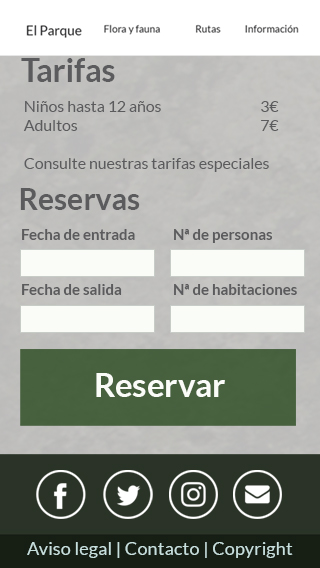 El Parque Flora y fauna Rutas Información
Tarifas
Niños hasta 12 años 3€
Adultos 7€
Consulte nuestras tarifas especiales
Reservas
Fecha de entrada Nª de personas
Fecha de salida Nª de habitaciones
Reservar
Aviso legal | Contacto | Copyright